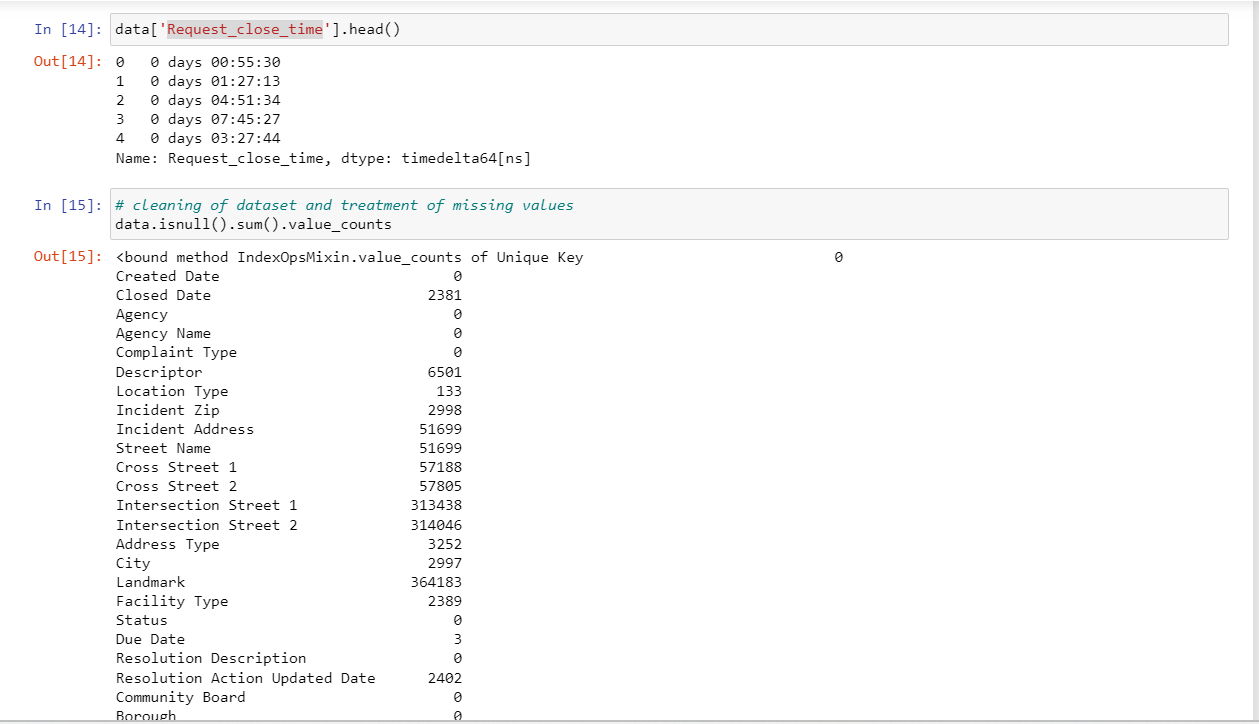 In [14]: data['Request_close_time'].head()
Out[14]: 0   0 days 00:55:30
1   0 days 01:27:13
2   0 days 04:51:34
3   0 days 07:45:27
4   0 days 03:27:44
Name: Request_close_time, dtype: timedelta64[ns]
In [15]: # cleaning of dataset and treatment of missing values
data.isnull().sum().value_counts
Out[15]: <bound method IndexOpsMixin.value_counts of Unique Key                             0
Created Date                           0
Closed Date                         2381
Agency                                 0
Agency Name                            0
Complaint Type                         0
Descriptor                          6501
Location Type                        133
Incident Zip                        2998
Incident Address                   51699
Street Name                        51699
Cross Street 1                     57188
Cross Street 2                     57805
Intersection Street 1             313438
Intersection Street 2             314046
Address Type                        3252
City                                2997
Landmark                          364183
Facility Type                       2389
Status                                 0
Due Date                               3
Resolution Description                 0
Resolution Action Updated Date      2402
Community Board                        0
Borough                                0